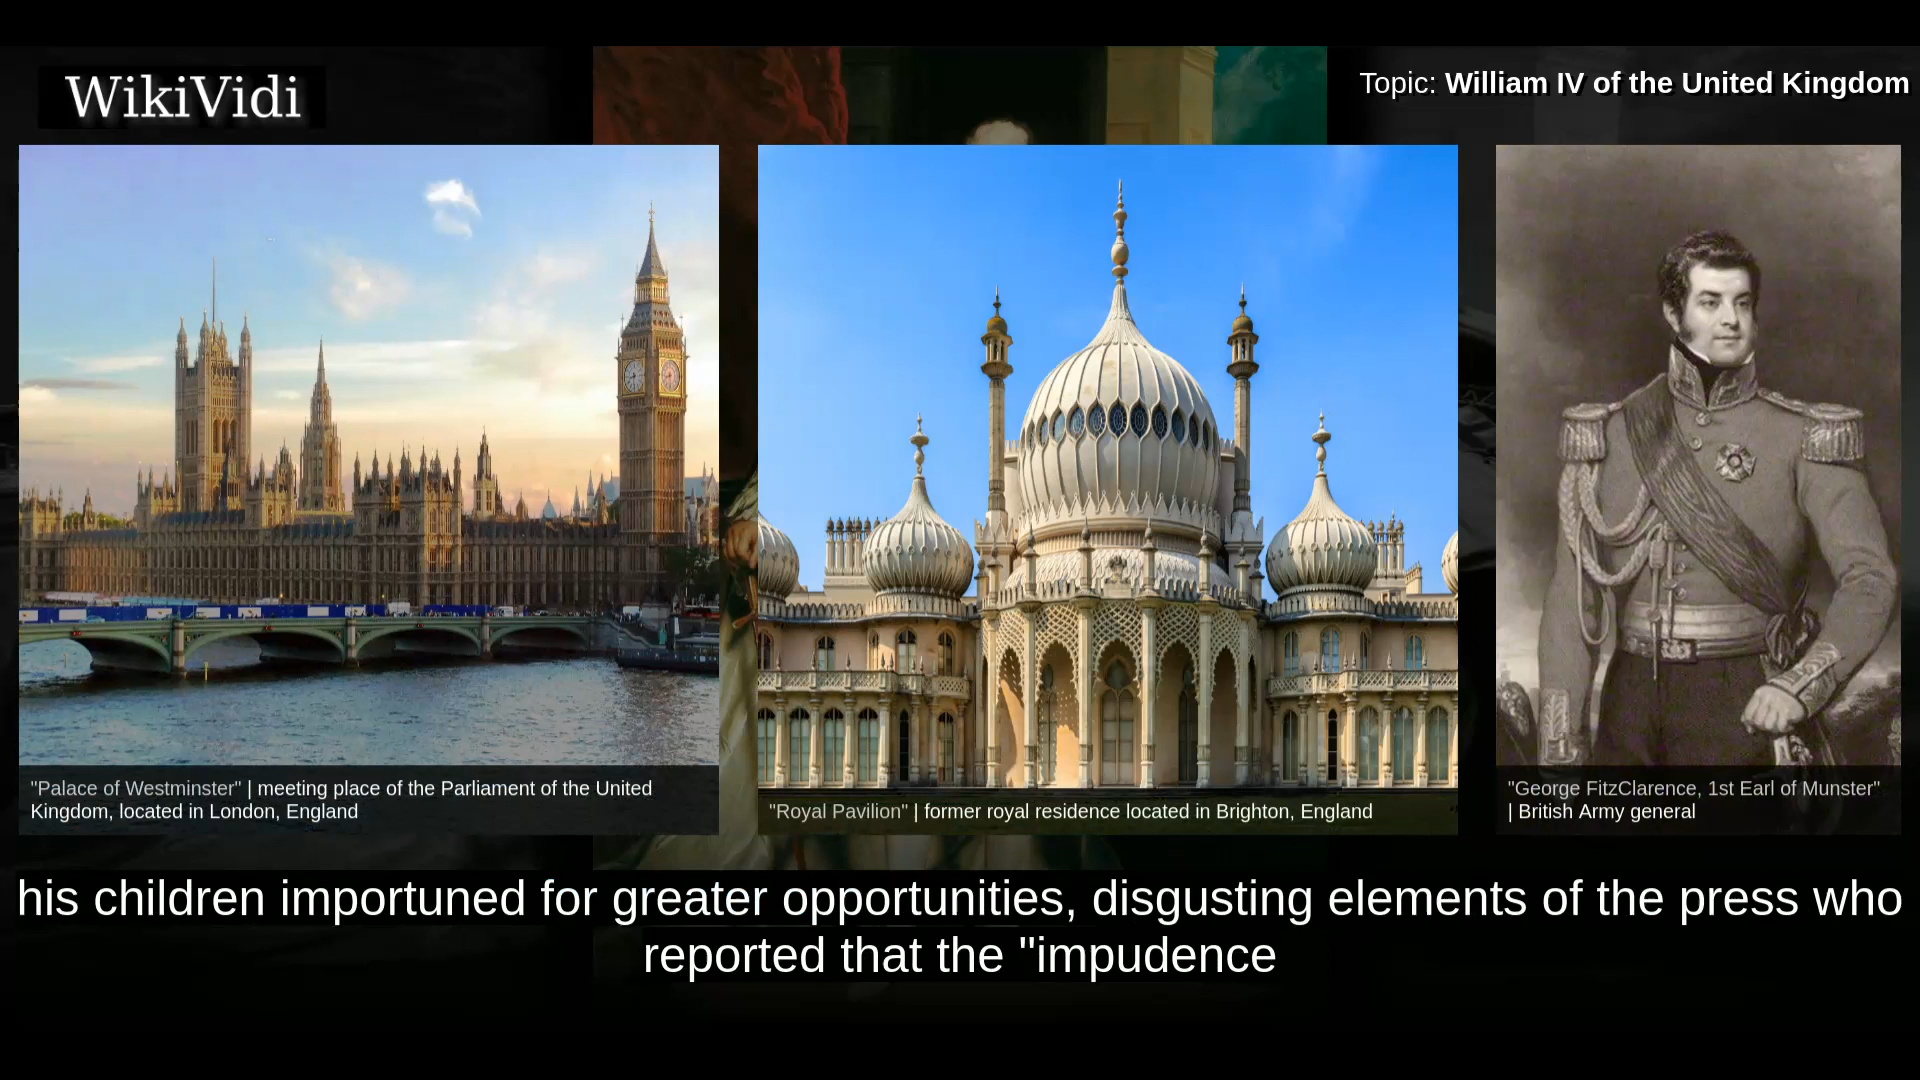 WikiVidi
Topic: William IV of the United Kingdom
"Palace of Westminster" | meeting place of the Parliament of the United
Kingdom, located in London, England
"Royal Pavilion" | former royal residence located in Brighton, England
"George FitzClarence, 1st Earl of Munster"
| British Army general
his children importuned for greater opportunities, disgusting elements of the press who
reported that the "impudence